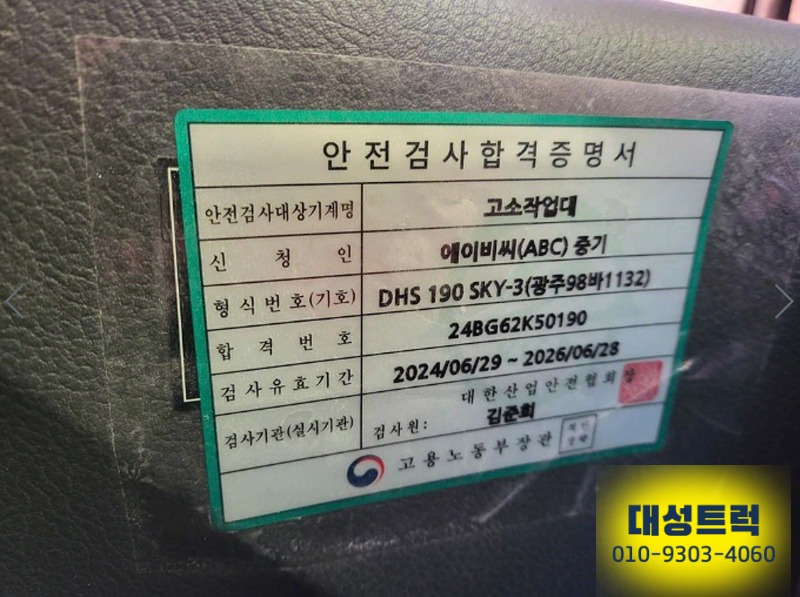 안전검사합격증명서
안전검사대상기계명 고소작업대
신청인 에이비씨(ABC) 중기
형식번호(기호) DHS 190 SKY-3(광주98바1132)
합격번호 24BG62K50190
검사유효기간 2024/06/29 ~ 2026/06/28
대한산업안전협회장
검사기관(실시기관) 검사원: 김준희
고용노동부장관
대성트럭
010-9303-4060